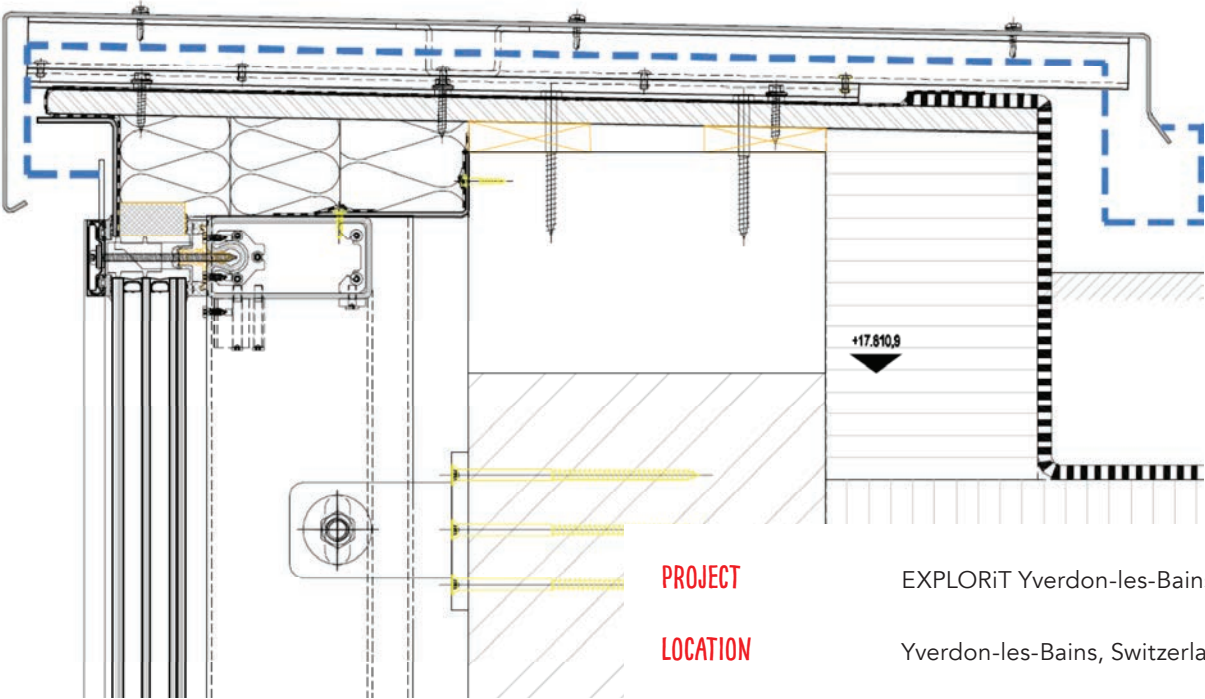 +17.810,9
PROJECT EXPLORiT Yverdon-les-Bain
LOCATION Yverdon-les-Bains, Switzerla